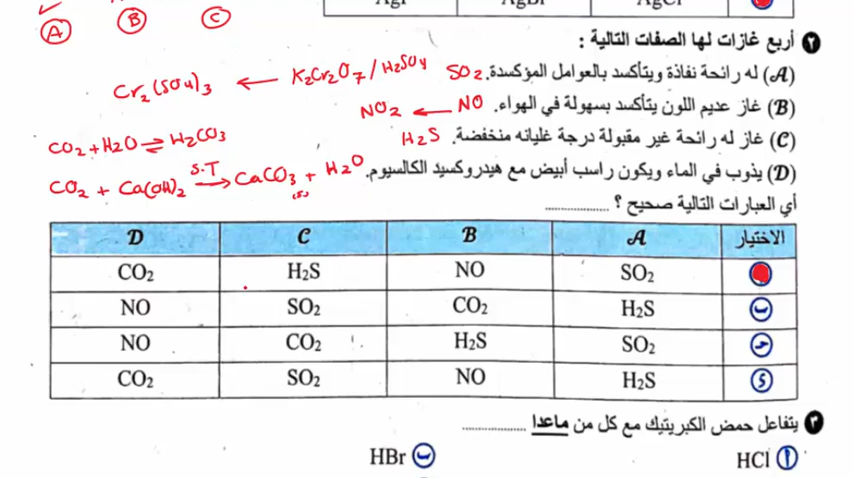 AgI AgBr AgCl
A B C
٢ أربع غازات لها الصفات التالية :
(A) له رائحة نفاذة ويتأكسد بالعوامل المؤكسدة. SO2 K2Cr2O7 / H2SO4 ← Cr2(SO4)3
(B) غاز عديم اللون يتأكسد بسهولة في الهواء. NO ← NO2
(C) غاز له رائحة غير مقبولة درجة غليانه منخفضة. H2S
CO2 + H2O ⇌ H2CO3
(D) يذوب في الماء ويكون راسب أبيض مع هيدروكسيد الكالسيوم.
CO2 + Ca(OH)2 S.T → CaCO3 (s) + H2O
أي العبارات التالية صحيح ؟ ..................
الاختيار A B C D
SO2 NO H2S CO2
ب H2S CO2 SO2 NO
جـ SO2 H2S CO2 NO
د H2S NO SO2 CO2
٣ يتفاعل حمض الكبريتيك مع كل من ماعدا ..................
أ HCl ب HBr